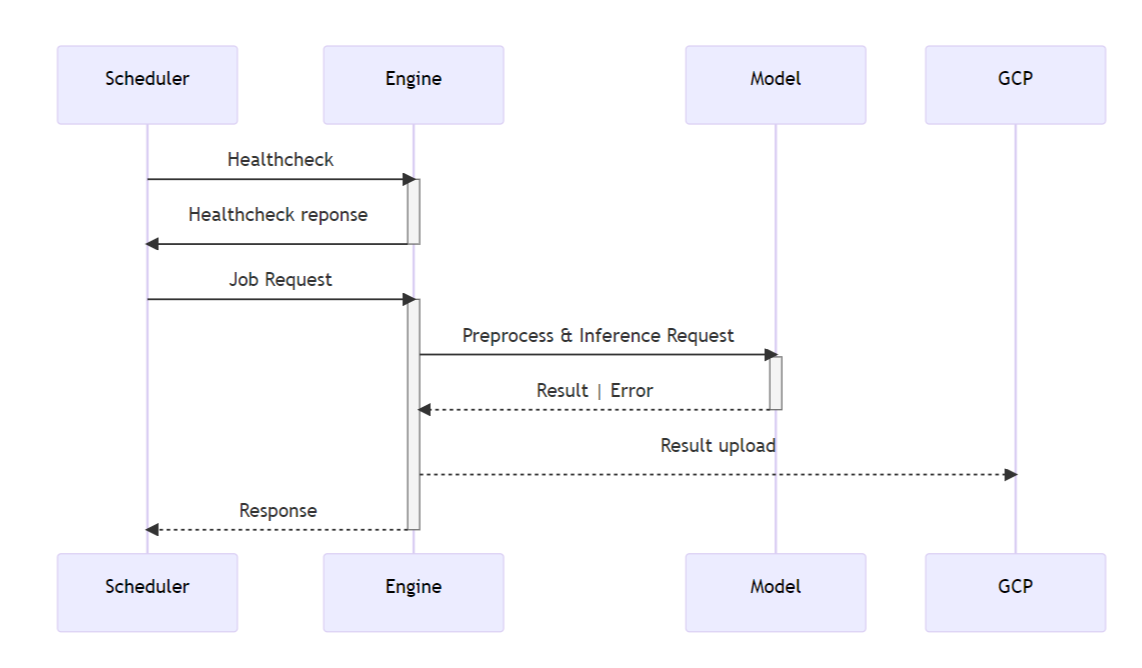 Scheduler
Engine
Model
GCP
Healthcheck
Healthcheck reponse
Job Request
Preprocess & Inference Request
Result | Error
Result upload
Response
Scheduler
Engine
Model
GCP